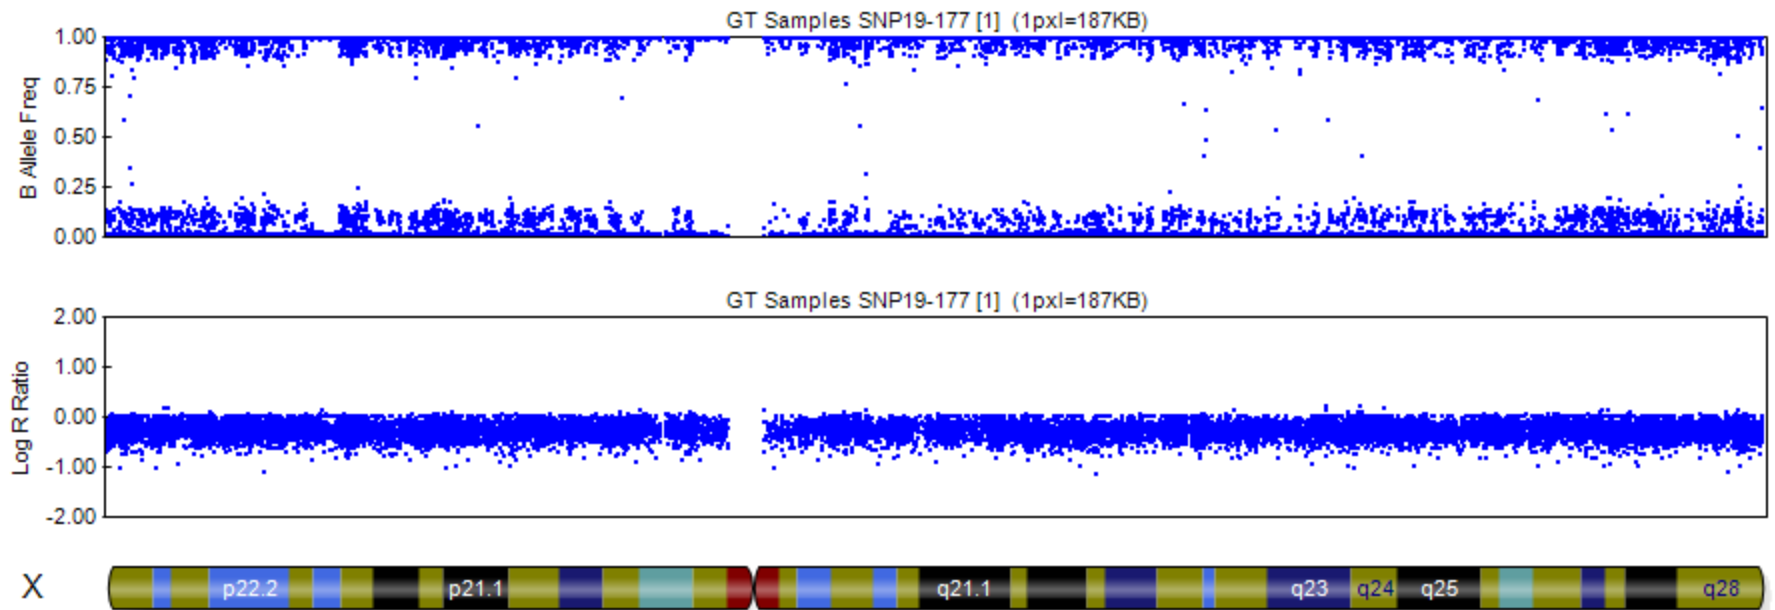 GT Samples SNP19-177 [1] (1pxl=187KB)
1.00
0.75
0.50
0.25
0.00
B Allele Freq
GT Samples SNP19-177 [1] (1pxl=187KB)
2.00
1.00
0.00
-1.00
-2.00
Log R Ratio
X p22.2 p21.1 q21.1 q23 q24 q25 q28